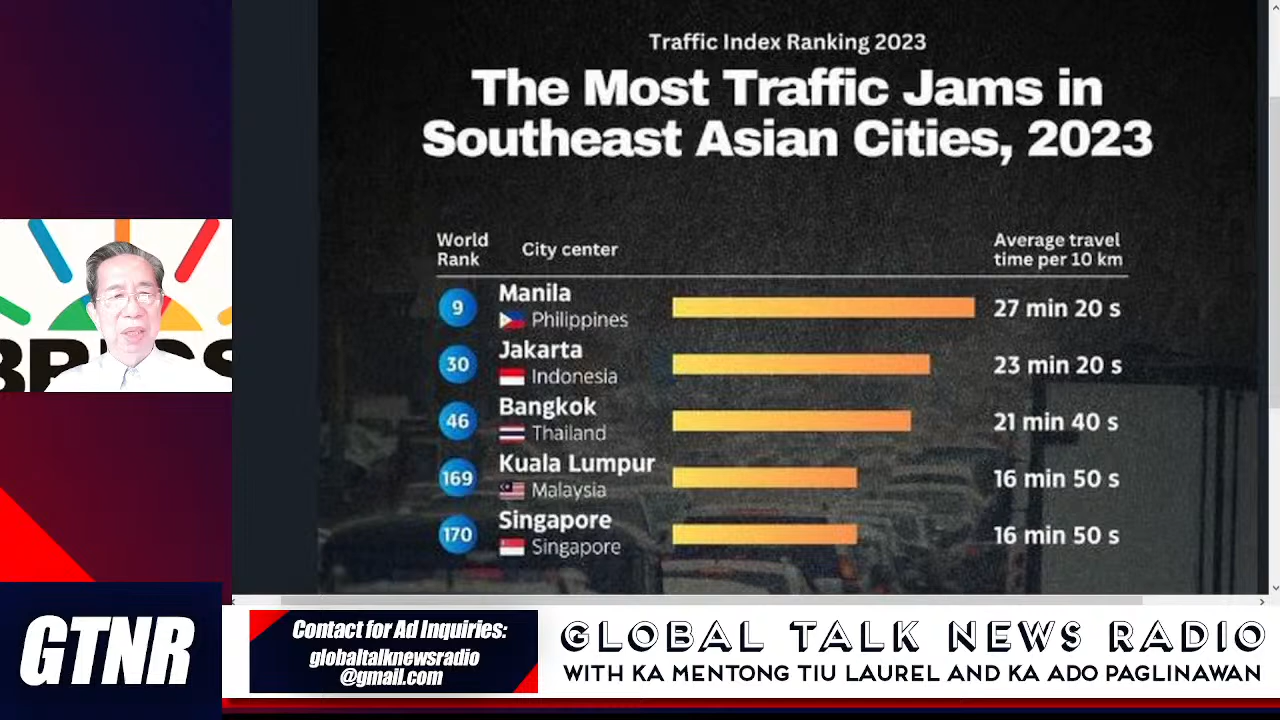 Traffic Index Ranking 2023
The Most Traffic Jams in
Southeast Asian Cities, 2023
World
Rank
City center
Average travel
time per 10 km
9
Manila
Philippines
27 min 20 s
30
Jakarta
Indonesia
23 min 20 s
46
Bangkok
Thailand
21 min 40 s
169
Kuala Lumpur
Malaysia
16 min 50 s
170
Singapore
Singapore
16 min 50 s
GTNR
Contact for Ad Inquiries:
globaltalknewsradio
@gmail.com
GLOBAL TALK NEWS RADIO
WITH KA MENTONG TIU LAUREL AND KA ADO PAGLINAWAN